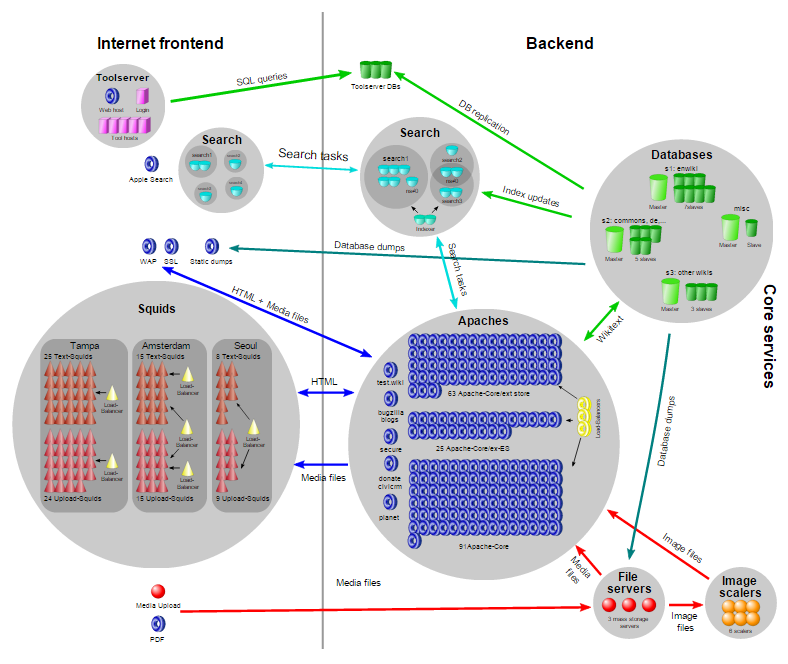 Internet frontend
Backend
Toolserver
Web host
Login
Tool hosts
SQL queries
Toolserver DBs
DB replication
Search
search1
Apple Search
Search tasks
Search
search1
search2
search3
Indexer
Index updates
Databases
s1: enwiki
Master
7slaves
misc
Master
Slave
s2: commons, de,...
Master
5 slaves
s3: other wikis
Master
3 slaves
Core services
WAP
SSL
Static dumps
Database dumps
Search tasks
HTML + Media files
Wikitext
Database dumps
Squids
Tampa
25 Text-Squids
Load-
Balancer
Load-
Balancer
24 Upload-Squids
Amsterdam
15 Text-Squids
Load-
Balancer
Load-
Balancer
Load-
Balancer
15 Upload-Squids
Seoul
8 Text-Squids
Load-
Balancer
9 Upload-Squids
HTML
Media files
Apaches
test.wiki
bugzilla
blogs
secure
donate
civicrm
planet
63 Apache-Core/ext store
25 Apache-Core/ex-ES
91Apache-Core
Load-Balancers
Media Upload
PDF
Media files
Media
files
Image files
File
servers
3 mass storage
servers
Image
files
Image
scalers
6 scalers